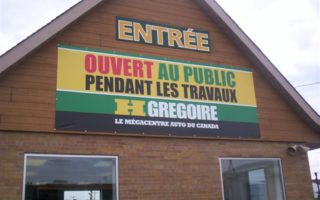 ENTRÉE
OUVERT AU PUBLIC
PENDANT LES TRAVAUX
H GREGOIRE
LE MÉGACENTRE AUTO DU CANADA